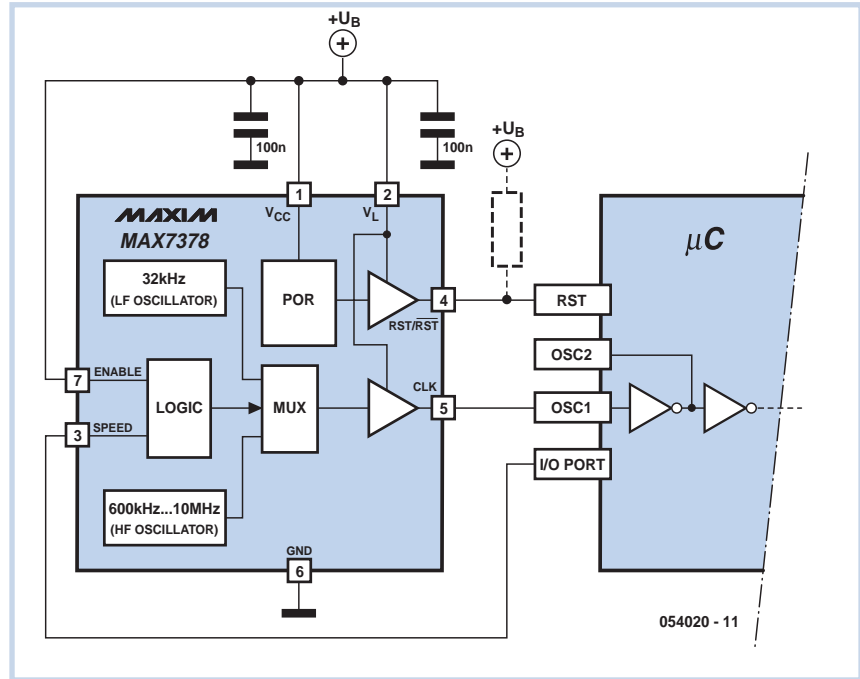 +UB
100n
100n
+UB
1
2
MAXIM
MAX7378
VCC
VL
µC
32kHz
(LF OSCILLATOR)
POR
4
RST/RST
RST
OSC2
7
ENABLE
LOGIC
MUX
CLK
5
OSC1
3
SPEED
I/O PORT
600kHz...10MHz
(HF OSCILLATOR)
GND
6
054020 - 11